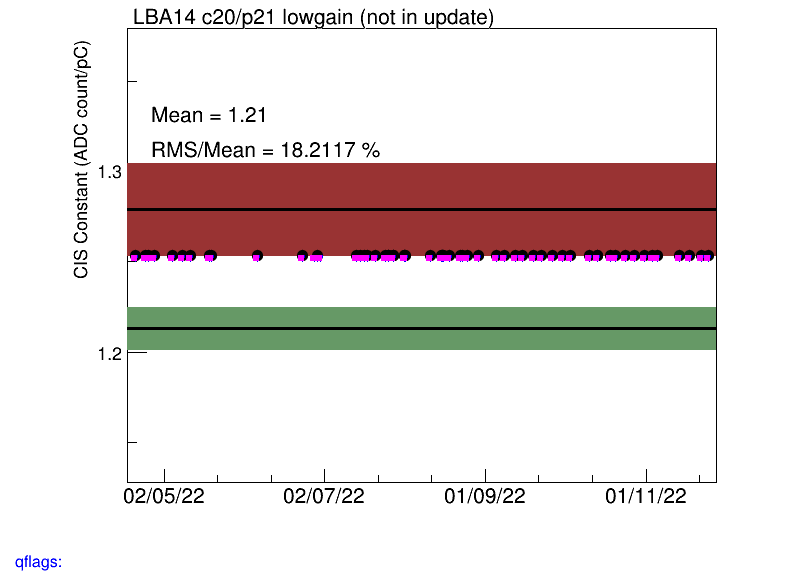 LBA14 c20/p21 lowgain (not in update)
CIS Constant (ADC count/pC)
Mean = 1.21
RMS/Mean = 18.2117 %
1.3
1.2
02/05/22 02/07/22 01/09/22 01/11/22
qflags: